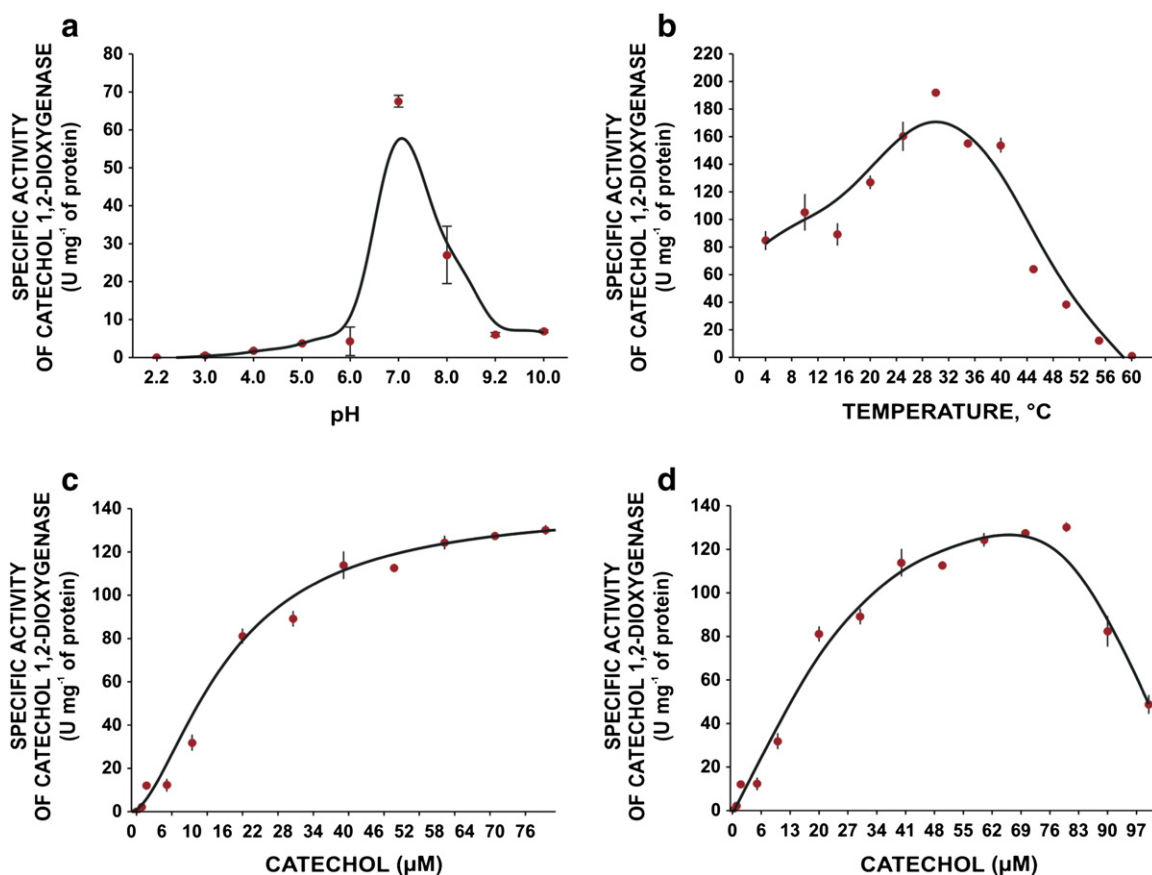 a
SPECIFIC ACTIVITY
OF CATECHOL 1,2-DIOXYGENASE
(U mg⁻¹ of protein)
80
70
60
50
40
30
20
10
0
2.2 3.0 4.0 5.0 6.0 7.0 8.0 9.2 10.0
pH
b
SPECIFIC ACTIVITY
OF CATECHOL 1,2-DIOXYGENASE
(U mg⁻¹ of protein)
220
200
180
160
140
120
100
80
60
40
20
0
0 4 8 12 16 20 24 28 32 36 40 44 48 52 56 60
TEMPERATURE, °C
c
SPECIFIC ACTIVITY
OF CATECHOL 1,2-DIOXYGENASE
(U mg⁻¹ of protein)
140
120
100
80
60
40
20
0
0 6 10 14 18 22 28 34 40 46 52 58 64 70 76
CATECHOL (µM)
d
SPECIFIC ACTIVITY
OF CATECHOL 1,2-DIOXYGENASE
(U mg⁻¹ of protein)
140
120
100
80
60
40
20
0
0 6 13 20 27 34 41 48 55 62 69 76 83 90 97
CATECHOL (µM)